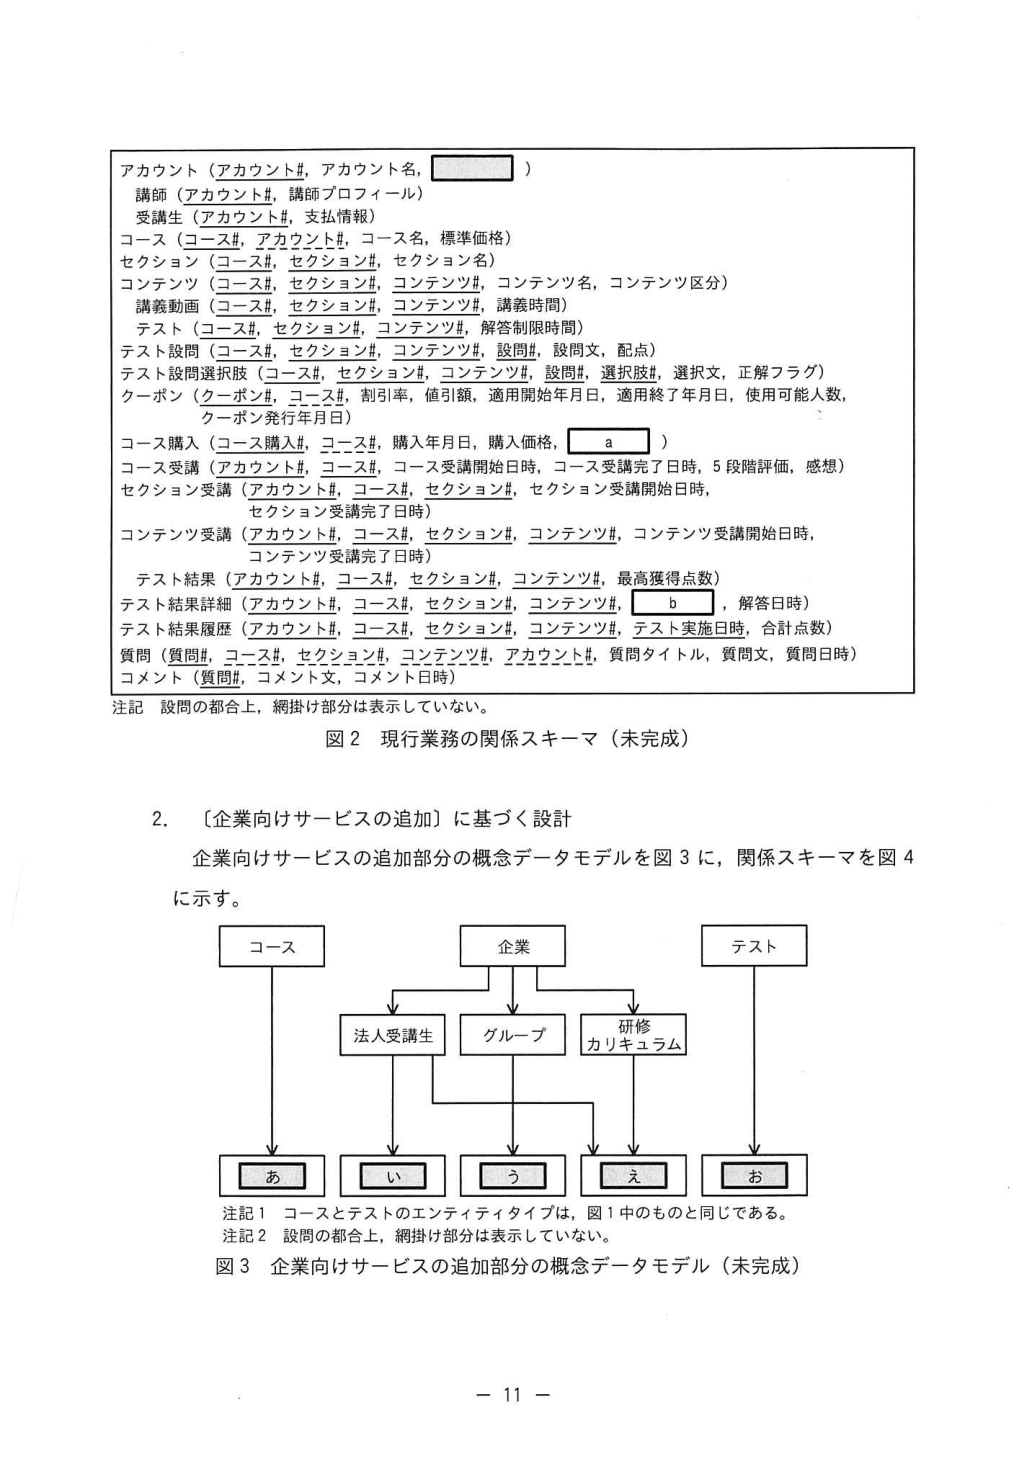 アカウント（アカウント#，アカウント名，　　　）
講師（アカウント#，講師プロフィール）
受講生（アカウント#，支払情報）
コース（コース#，アカウント#，コース名，標準価格）
セクション（コース#，セクション#，セクション名）
コンテンツ（コース#，セクション#，コンテンツ#，コンテンツ名，コンテンツ区分）
講義動画（コース#，セクション#，コンテンツ#，講義時間）
テスト（コース#，セクション#，コンテンツ#，解答制限時間）
テスト設問（コース#，セクション#，コンテンツ#，設問#，設問文，配点）
テスト設問選択肢（コース#，セクション#，コンテンツ#，設問#，選択肢#，選択文，正解フラグ）
クーポン（クーポン#，コース#，割引率，値引額，適用開始年月日，適用終了年月日，使用可能人数，
クーポン発行年月日）
コース購入（コース購入#，コース#，購入年月日，購入価格，　a　）
コース受講（アカウント#，コース#，コース受講開始日時，コース受講完了日時，5段階評価，感想）
セクション受講（アカウント#，コース#，セクション#，セクション受講開始日時，
セクション受講完了日時）
コンテンツ受講（アカウント#，コース#，セクション#，コンテンツ#，コンテンツ受講開始日時，
コンテンツ受講完了日時）
テスト結果（アカウント#，コース#，セクション#，コンテンツ#，最高獲得点数）
テスト結果詳細（アカウント#，コース#，セクション#，コンテンツ#，　b　，解答日時）
テスト結果履歴（アカウント#，コース#，セクション#，コンテンツ#，テスト実施日時，合計点数）
質問（質問#，コース#，セクション#，コンテンツ#，アカウント#，質問タイトル，質問文，質問日時）
コメント（質問#，コメント文，コメント日時）
注記　設問の都合上，網掛け部分は表示していない。
図2　現行業務の関係スキーマ（未完成）
2．〔企業向けサービスの追加〕に基づく設計
企業向けサービスの追加部分の概念データモデルを図3に，関係スキーマを図4
に示す。
コース　企業　テスト
法人受講生　グループ　研修
カリキュラム
あ　い　う　え　お
注記1　コースとテストのエンティティタイプは，図1中のものと同じである。
注記2　設問の都合上，網掛け部分は表示していない。
図3　企業向けサービスの追加部分の概念データモデル（未完成）
－ 11 －